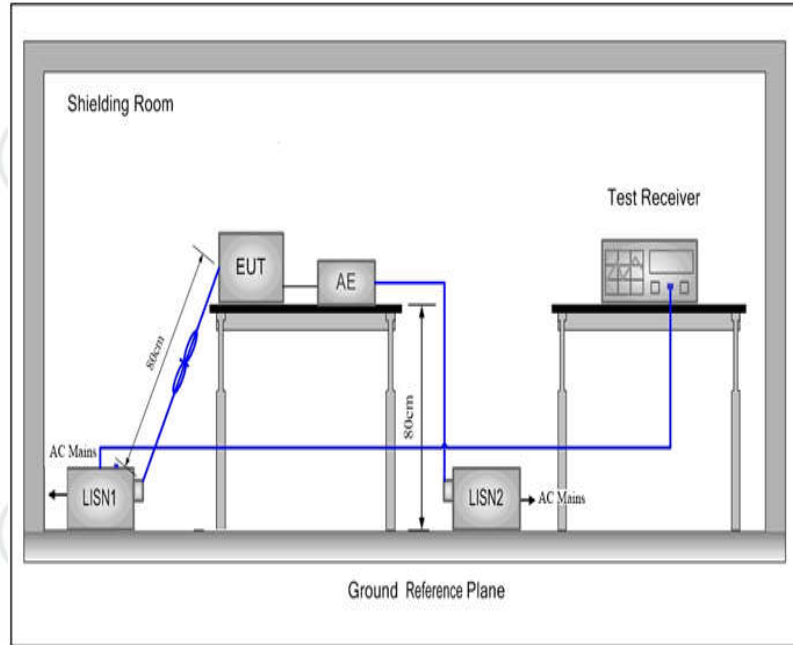 Shielding Room
Test Receiver
EUT
AE
80cm
80cm
AC Mains
LISN1
LISN2
AC Mains
Ground Reference Plane